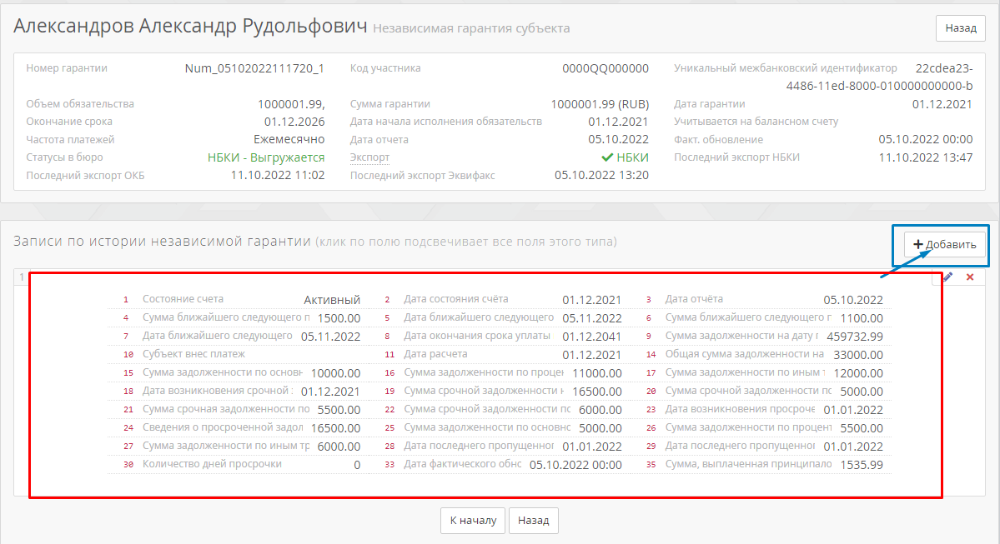 Александров Александр Рудольфович Независимая гарантия субъекта Назад
Номер гарантии Num_05102022111720_1 Код участника 0000QQ000000 Уникальный межбанковский идентификатор 22cdea23-
4486-11ed-8000-010000000000-b
Объем обязательства 1000001.99, Сумма гарантии 1000001.99 (RUB) Дата гарантии 01.12.2021
Окончание срока 01.12.2026 Дата начала исполнения обязательств 01.12.2021 Учитывается на балансном счету
Частота платежей Ежемесячно Дата отчета 05.10.2022 Факт. обновление 05.10.2022 00:00
Статусы в бюро НБКИ - Выгружается Экспорт НБКИ Последний экспорт НБКИ 11.10.2022 13:47
Последний экспорт ОКБ 11.10.2022 11:02 Последний экспорт Эквифакс 05.10.2022 13:20
Записи по истории независимой гарантии (клик по полю подсвечивает все поля этого типа) Добавить
1
1 Состояние счета Активный 2 Дата состояния счёта 01.12.2021 3 Дата отчёта 05.10.2022
4 Сумма ближайшего следующего п 1500.00 5 Дата ближайшего следующего 05.11.2022 6 Сумма ближайшего следующего г 1100.00
7 Дата ближайшего следующего 05.11.2022 8 Дата окончания срока уплаты 01.12.2041 9 Сумма задолженности на дату г 459732.99
10 Субъект внес платеж 11 Дата расчета 01.12.2021 14 Общая сумма задолженности на 33000.00
15 Сумма задолженности по основн 10000.00 16 Сумма задолженности по процен 11000.00 17 Сумма задолженности по иным т 12000.00
18 Дата возникновения срочной з 01.12.2021 19 Сумма срочной задолженности н 16500.00 20 Сумма срочной задолженности по 5000.00
21 Сумма срочная задолженности по 5500.00 22 Сумма срочной задолженности по 6000.00 23 Дата возникновения просроче 01.01.2022
24 Сведения о просроченной задол 16500.00 25 Сумма задолженности по основно 5000.00 26 Сумма задолженности по процент 5500.00
27 Сумма задолженности по иным тр 6000.00 28 Дата последнего пропущенног 01.01.2022 29 Дата последнего пропущенног 01.01.2022
30 Количество дней просрочки 0 33 Дата фактического обно 05.10.2022 00:00 35 Сумма, выплаченная принципало 1535.99
К началу Назад